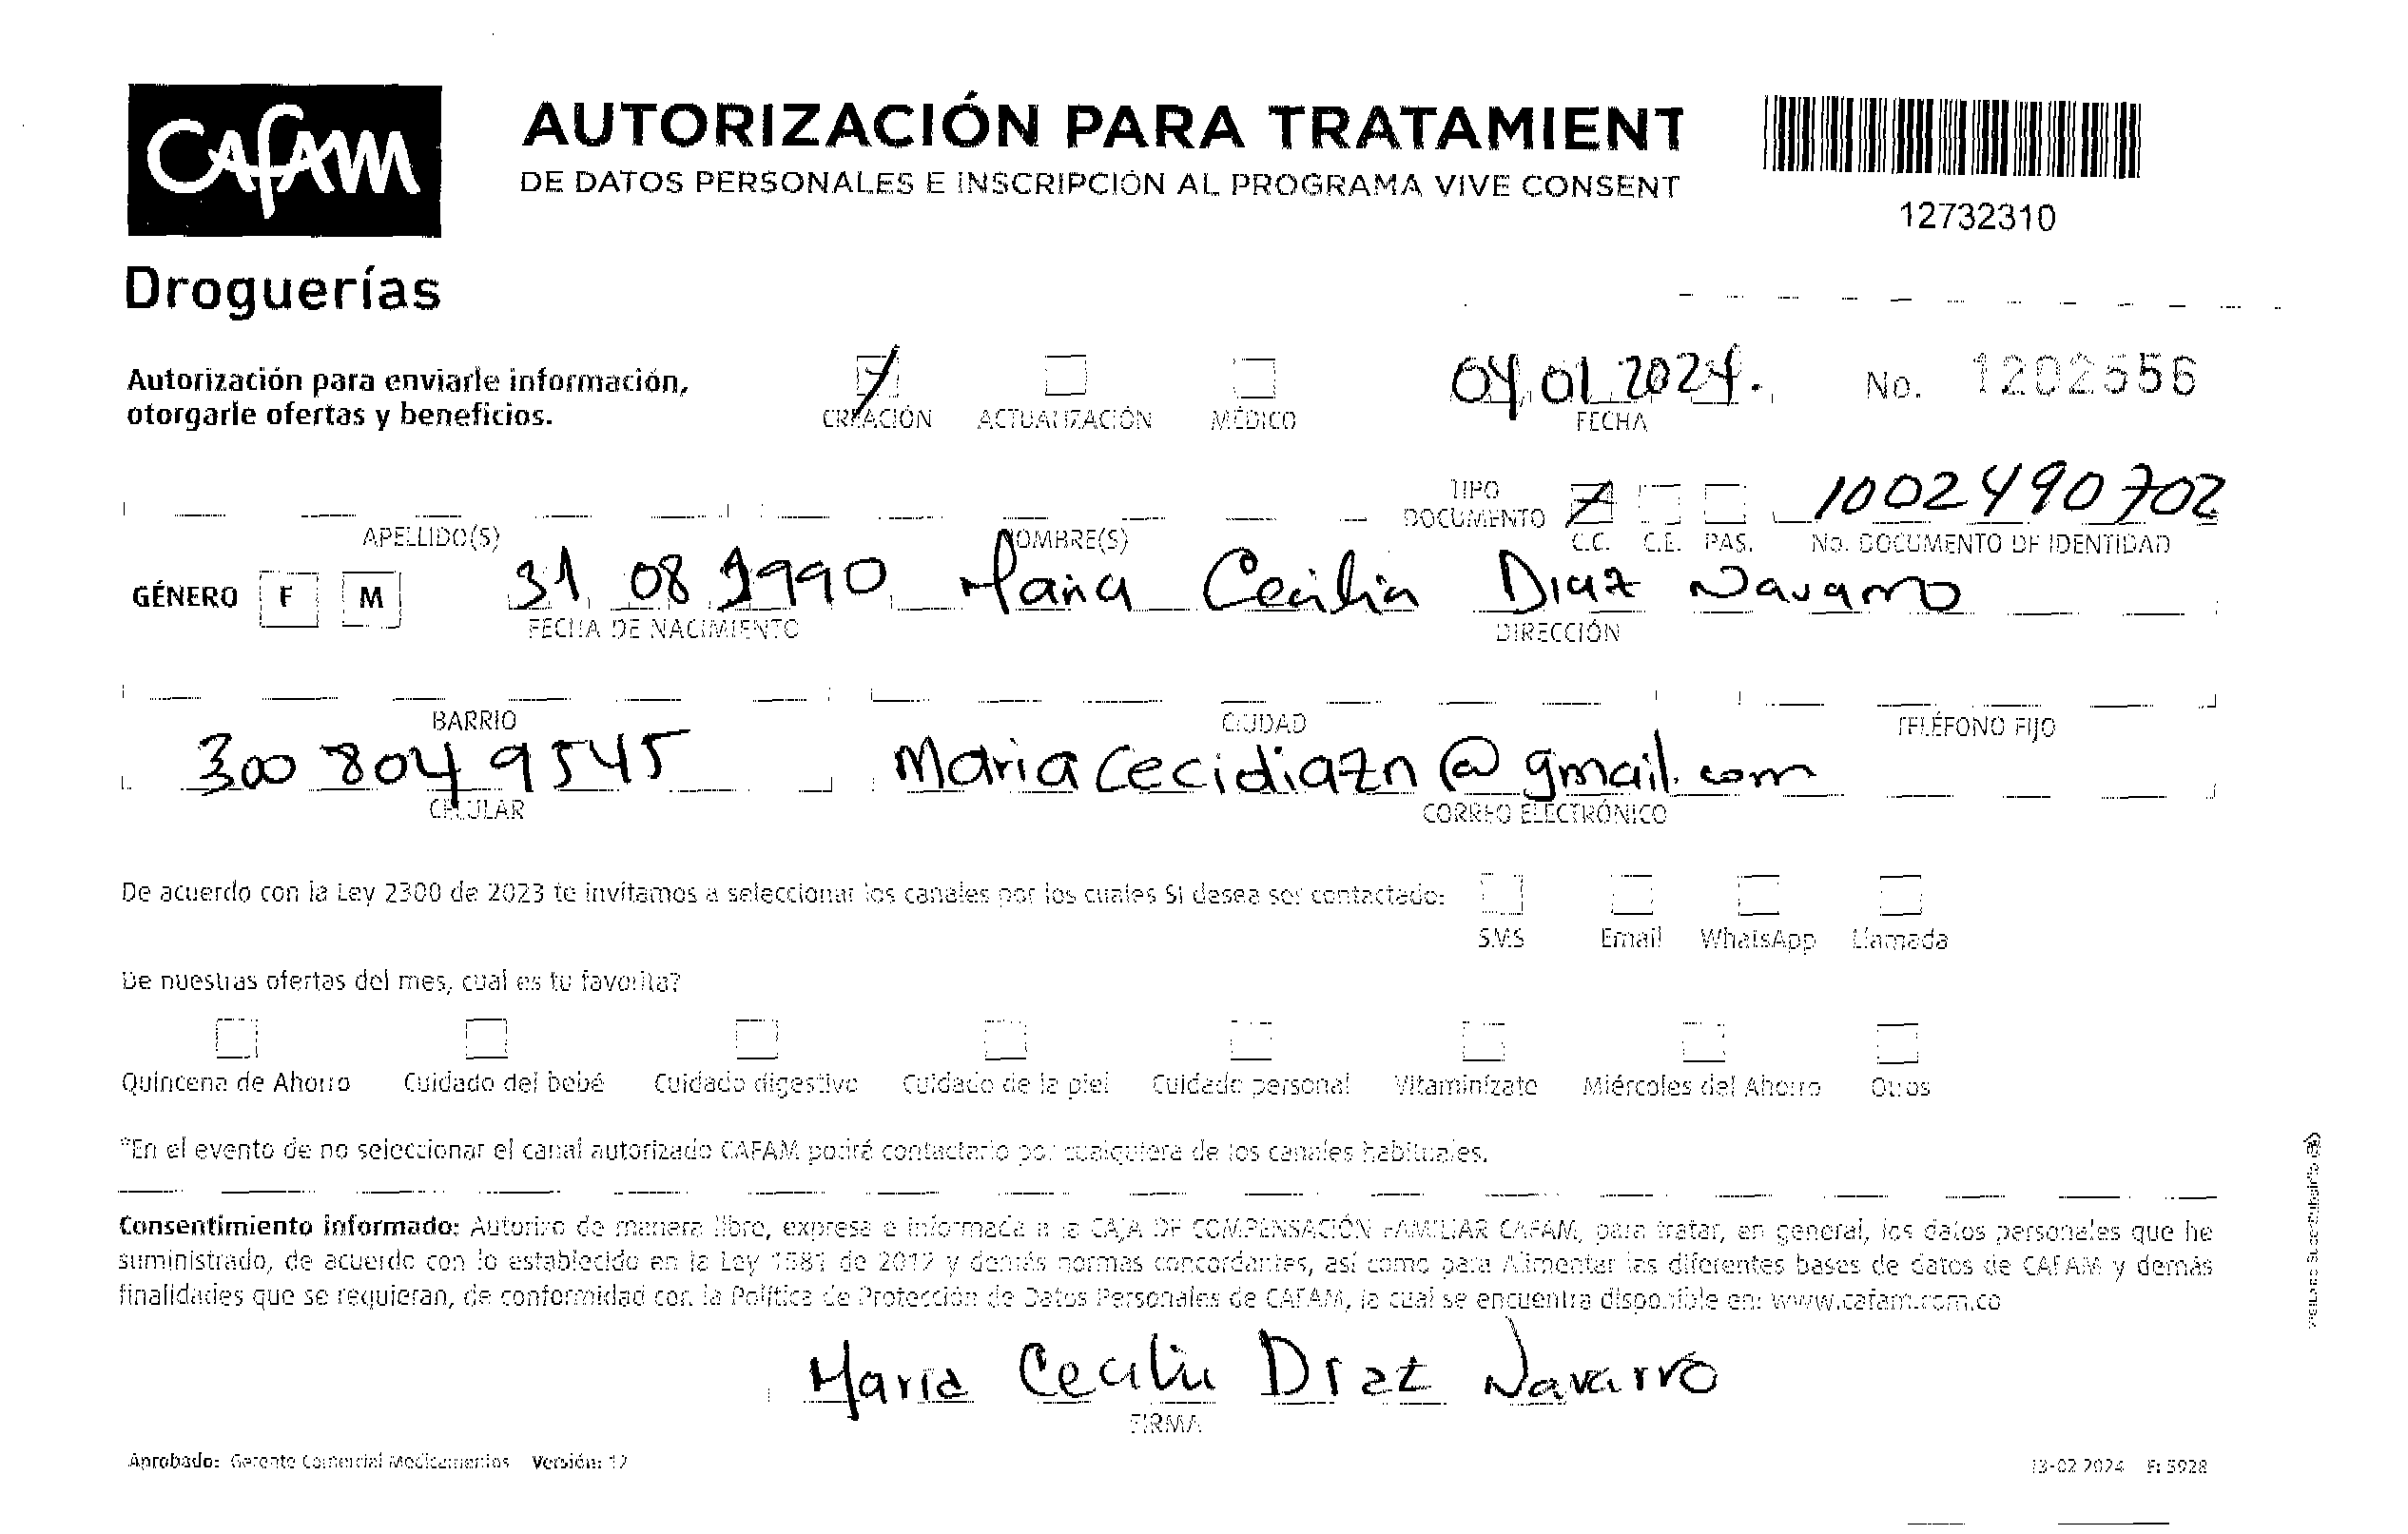 CAFAM
AUTORIZACIÓN PARA TRATAMIENT
DE DATOS PERSONALES E INSCRIPCIÓN AL PROGRAMA VIVE CONSENT
12732310
Droguerías
Autorización para enviarle información,
otorgarle ofertas y beneficios.
CREACIÓN ACTUALIZACIÓN MÉDICO
04 01 2024.
FECHA
No. 1202556
APELLIDO(S) NOMBRE(S)
TIPO
DOCUMENTO
C.C. C.E. PAS.
1002490702
No. DOCUMENTO DE IDENTIDAD
GÉNERO F M
31 08 1990 Maria Cecilia Diaz Navarro
FECHA DE NACIMIENTO DIRECCIÓN
BARRIO CIUDAD TELÉFONO FIJO
300 804 9545 mariacecidiazn@gmail.com
CELULAR CORREO ELECTRÓNICO
De acuerdo con la Ley 2300 de 2023 te invitamos a seleccionar los canales por los cuales SI desea ser contactado:
SMS Email WhatsApp Llamada
De nuestras ofertas del mes, cual es tu favorita?
Quincena de Ahorro Cuidado del bebé Cuidado digestivo Cuidado de la piel Cuidado personal Vitamínizate Miércoles del Ahorro Otros
*En el evento de no seleccionar el canal autorizado CAFAM podrá contactarlo por cualquiera de los canales habituales.
Consentimiento informado: Autorizo de manera libre, expresa e informada a la CAJA DE COMPENSACIÓN FAMILIAR CAFAM, para tratar, en general, los datos personales que he
suministrado, de acuerdo con lo establecido en la Ley 1581 de 2012 y demás normas concordantes, así como para Alimentar las diferentes bases de datos de CAFAM y demás
finalidades que se requieran, de conformidad con la Política de Protección de Datos Personales de CAFAM, la cual se encuentra disponible en: www.cafam.com.co
Maria Cecilia Diaz Navarro
FIRMA
Aprobado: Gerente Comercial Medicamentos Versión: 12
13-02 2024 F: 5928